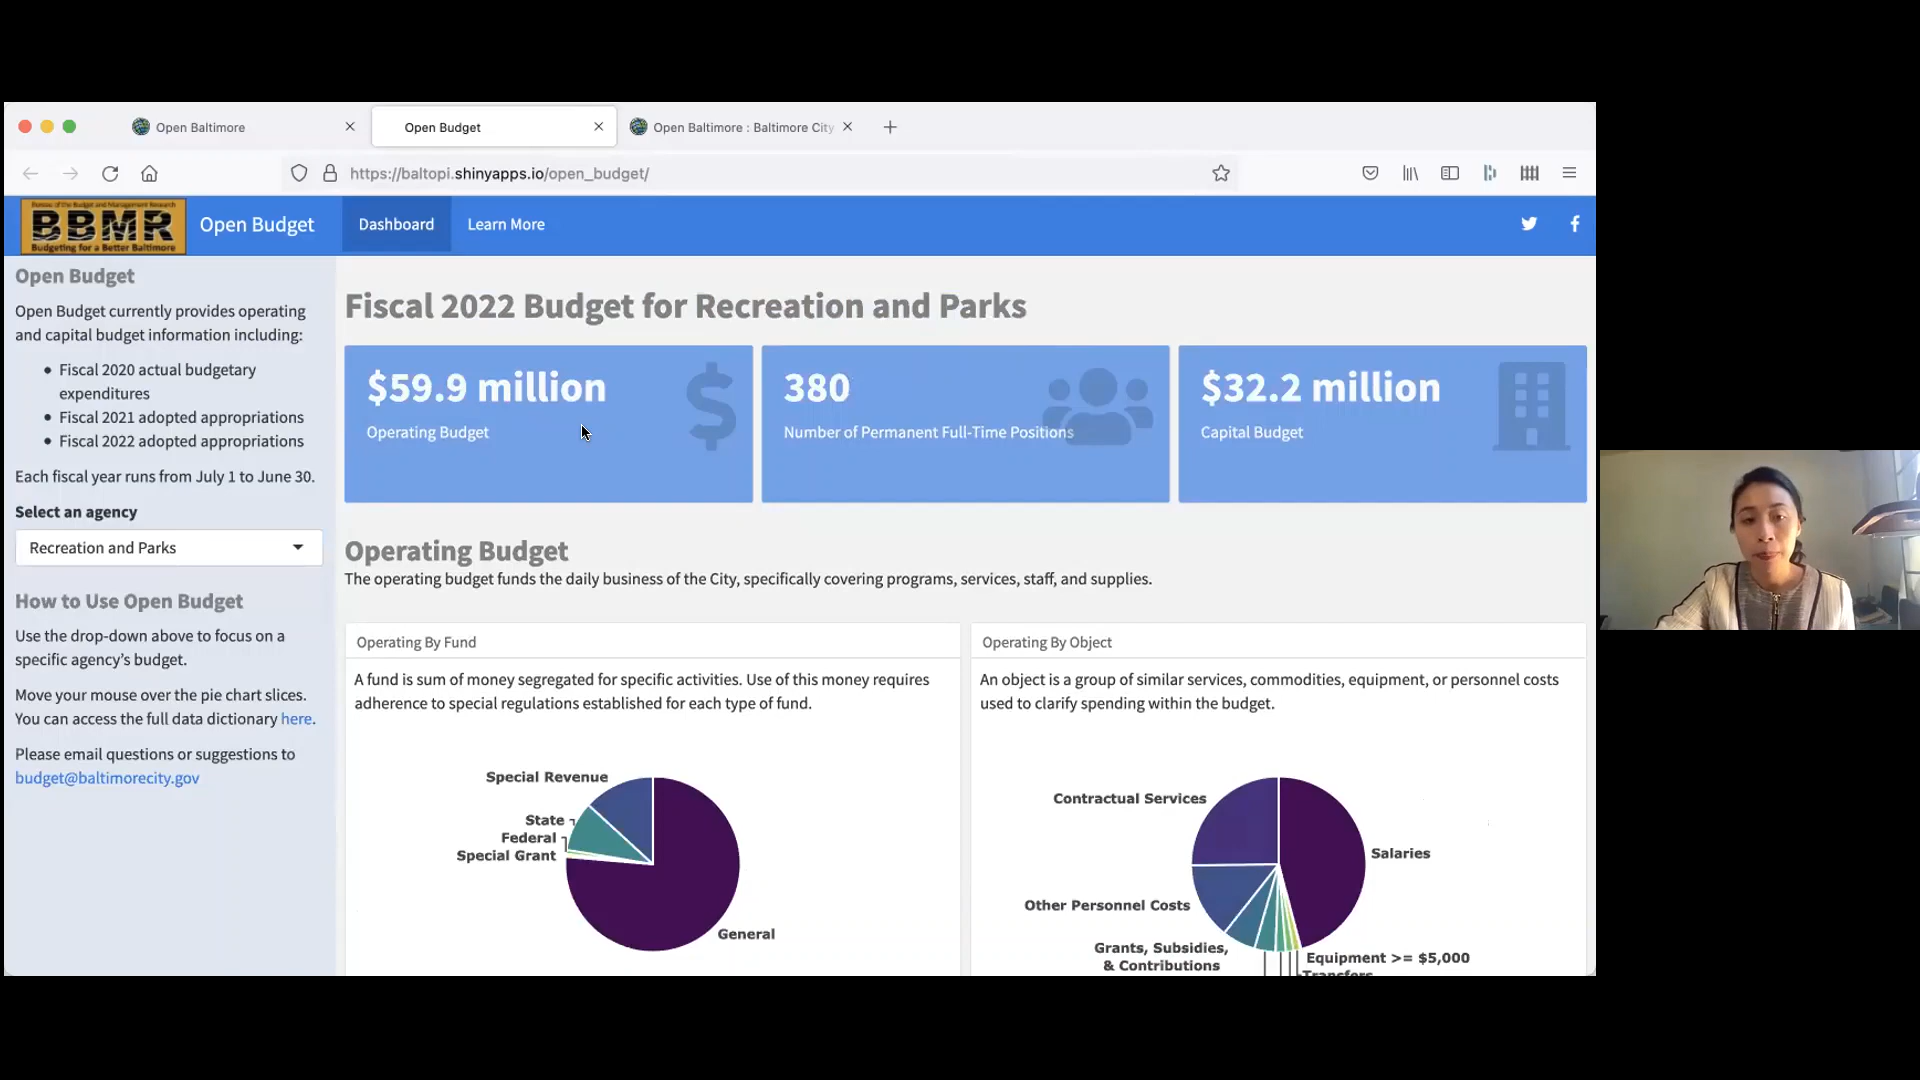 Open Baltimore
Open Budget
Open Baltimore : Baltimore City
https://baltopi.shinyapps.io/open_budget/
Bureau of the Budget and Management Research
BBMR
Budgeting for a Better Baltimore
Open Budget
Dashboard
Learn More
Open Budget
Open Budget currently provides operating
and capital budget information including:
Fiscal 2020 actual budgetary
expenditures
Fiscal 2021 adopted appropriations
Fiscal 2022 adopted appropriations
Each fiscal year runs from July 1 to June 30.
Select an agency
Recreation and Parks
How to Use Open Budget
Use the drop-down above to focus on a
specific agency's budget.
Move your mouse over the pie chart slices.
You can access the full data dictionary here.
Please email questions or suggestions to
budget@baltimorecity.gov
Fiscal 2022 Budget for Recreation and Parks
$59.9 million
Operating Budget
380
Number of Permanent Full-Time Positions
$32.2 million
Capital Budget
Operating Budget
The operating budget funds the daily business of the City, specifically covering programs, services, staff, and supplies.
Operating By Fund
A fund is sum of money segregated for specific activities. Use of this money requires
adherence to special regulations established for each type of fund.
Special Revenue
State
Federal
Special Grant
General
Operating By Object
An object is a group of similar services, commodities, equipment, or personnel costs
used to clarify spending within the budget.
Contractual Services
Salaries
Other Personnel Costs
Grants, Subsidies,
& Contributions
Equipment >= $5,000
Transfers